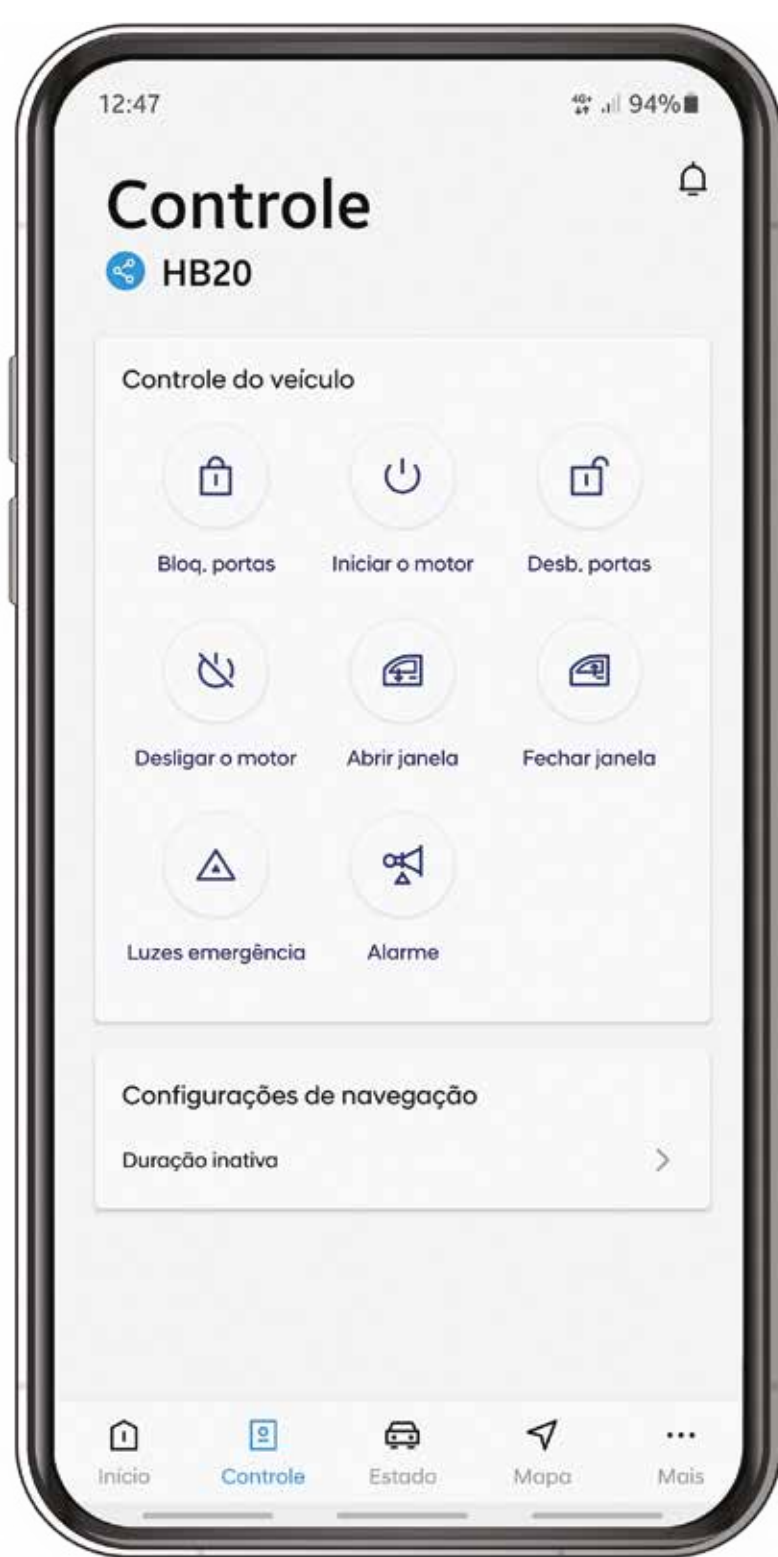 12:47 4G+ 94%
Controle
HB20
Controle do veículo
Bloq. portas Iniciar o motor Desb. portas
Desligar o motor Abrir janela Fechar janela
Luzes emergência Alarme
Configurações de navegação
Duração inativa
Início Controle Estado Mapa Mais